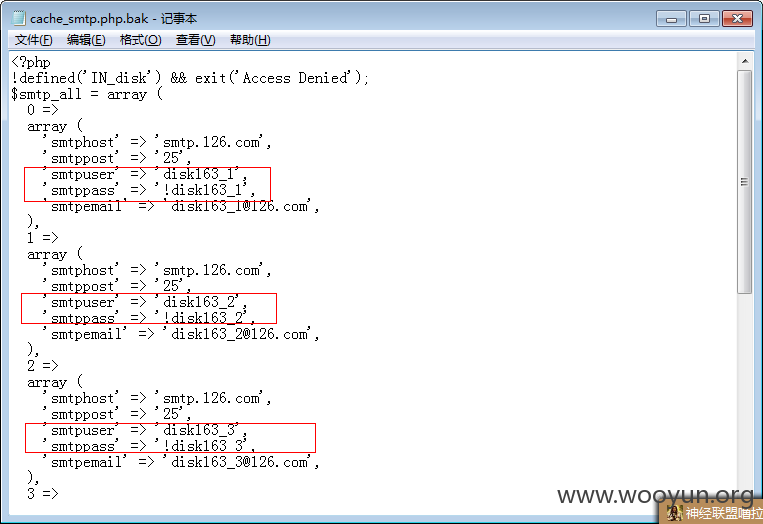 cache_smtp.php.bak - 记事本
文件(F) 编辑(E) 格式(O) 查看(V) 帮助(H)
<?php
!defined('IN_disk') && exit('Access Denied');
$smtp_all = array (
  0 =>
  array (
    'smtphost' => 'smtp.126.com',
    'smtppost' => '25',
    'smtpuser' => 'disk163_1',
    'smtppass' => '!disk163_1',
    'smtpemail' => 'disk163_1@126.com',
  ),
  1 =>
  array (
    'smtphost' => 'smtp.126.com',
    'smtppost' => '25',
    'smtpuser' => 'disk163_2',
    'smtppass' => '!disk163_2',
    'smtpemail' => 'disk163_2@126.com',
  ),
  2 =>
  array (
    'smtphost' => 'smtp.126.com',
    'smtppost' => '25',
    'smtpuser' => 'disk163_3',
    'smtppass' => '!disk163_3',
    'smtpemail' => 'disk163_3@126.com',
  ),
  3 =>
www.wooyun.org
神经联盟噜拉